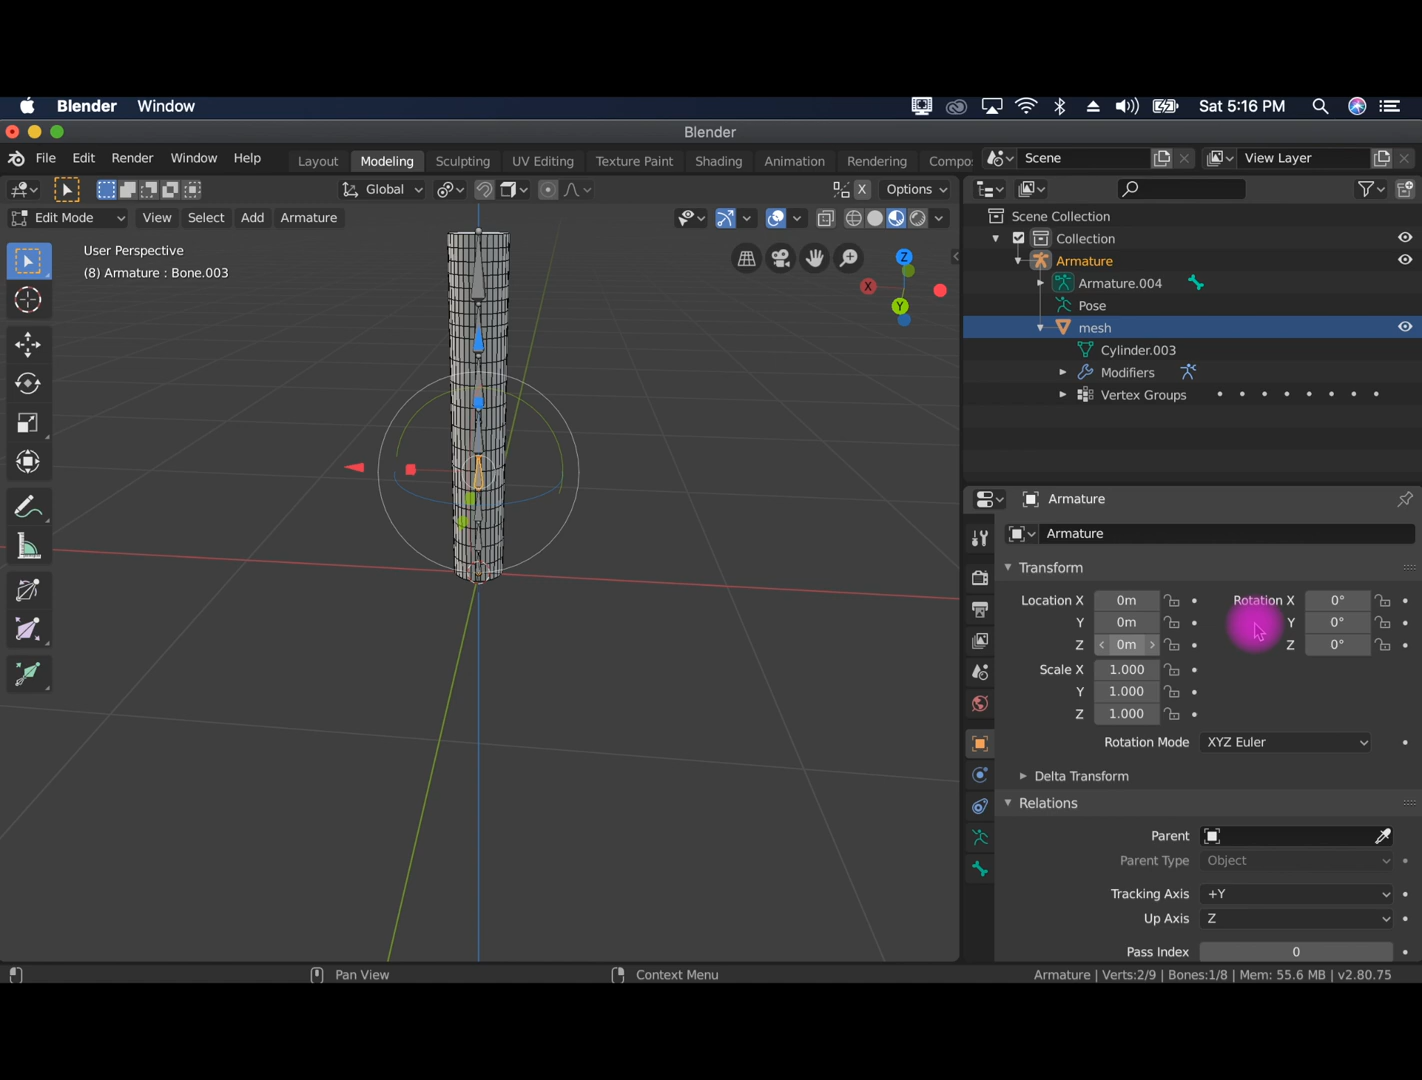 Blender Window Sat 5:16 PM
Blender
File Edit Render Window Help Layout Modeling Sculpting UV Editing Texture Paint Shading Animation Rendering Compo Scene View Layer
Global X Options
Edit Mode View Select Add Armature
Scene Collection
Collection
Armature
Armature.004
Pose
mesh
Cylinder.003
Modifiers
Vertex Groups
User Perspective
(8) Armature : Bone.003
Z
X
Y
Armature
Armature
Transform
Location X 0m Rotation X 0°
Y 0m Y 0°
Z 0m Z 0°
Scale X 1.000
Y 1.000
Z 1.000
Rotation Mode XYZ Euler
Delta Transform
Relations
Parent
Parent Type Object
Tracking Axis +Y
Up Axis Z
Pass Index 0
Pan View Context Menu Armature | Verts:2/9 | Bones:1/8 | Mem: 55.6 MB | v2.80.75